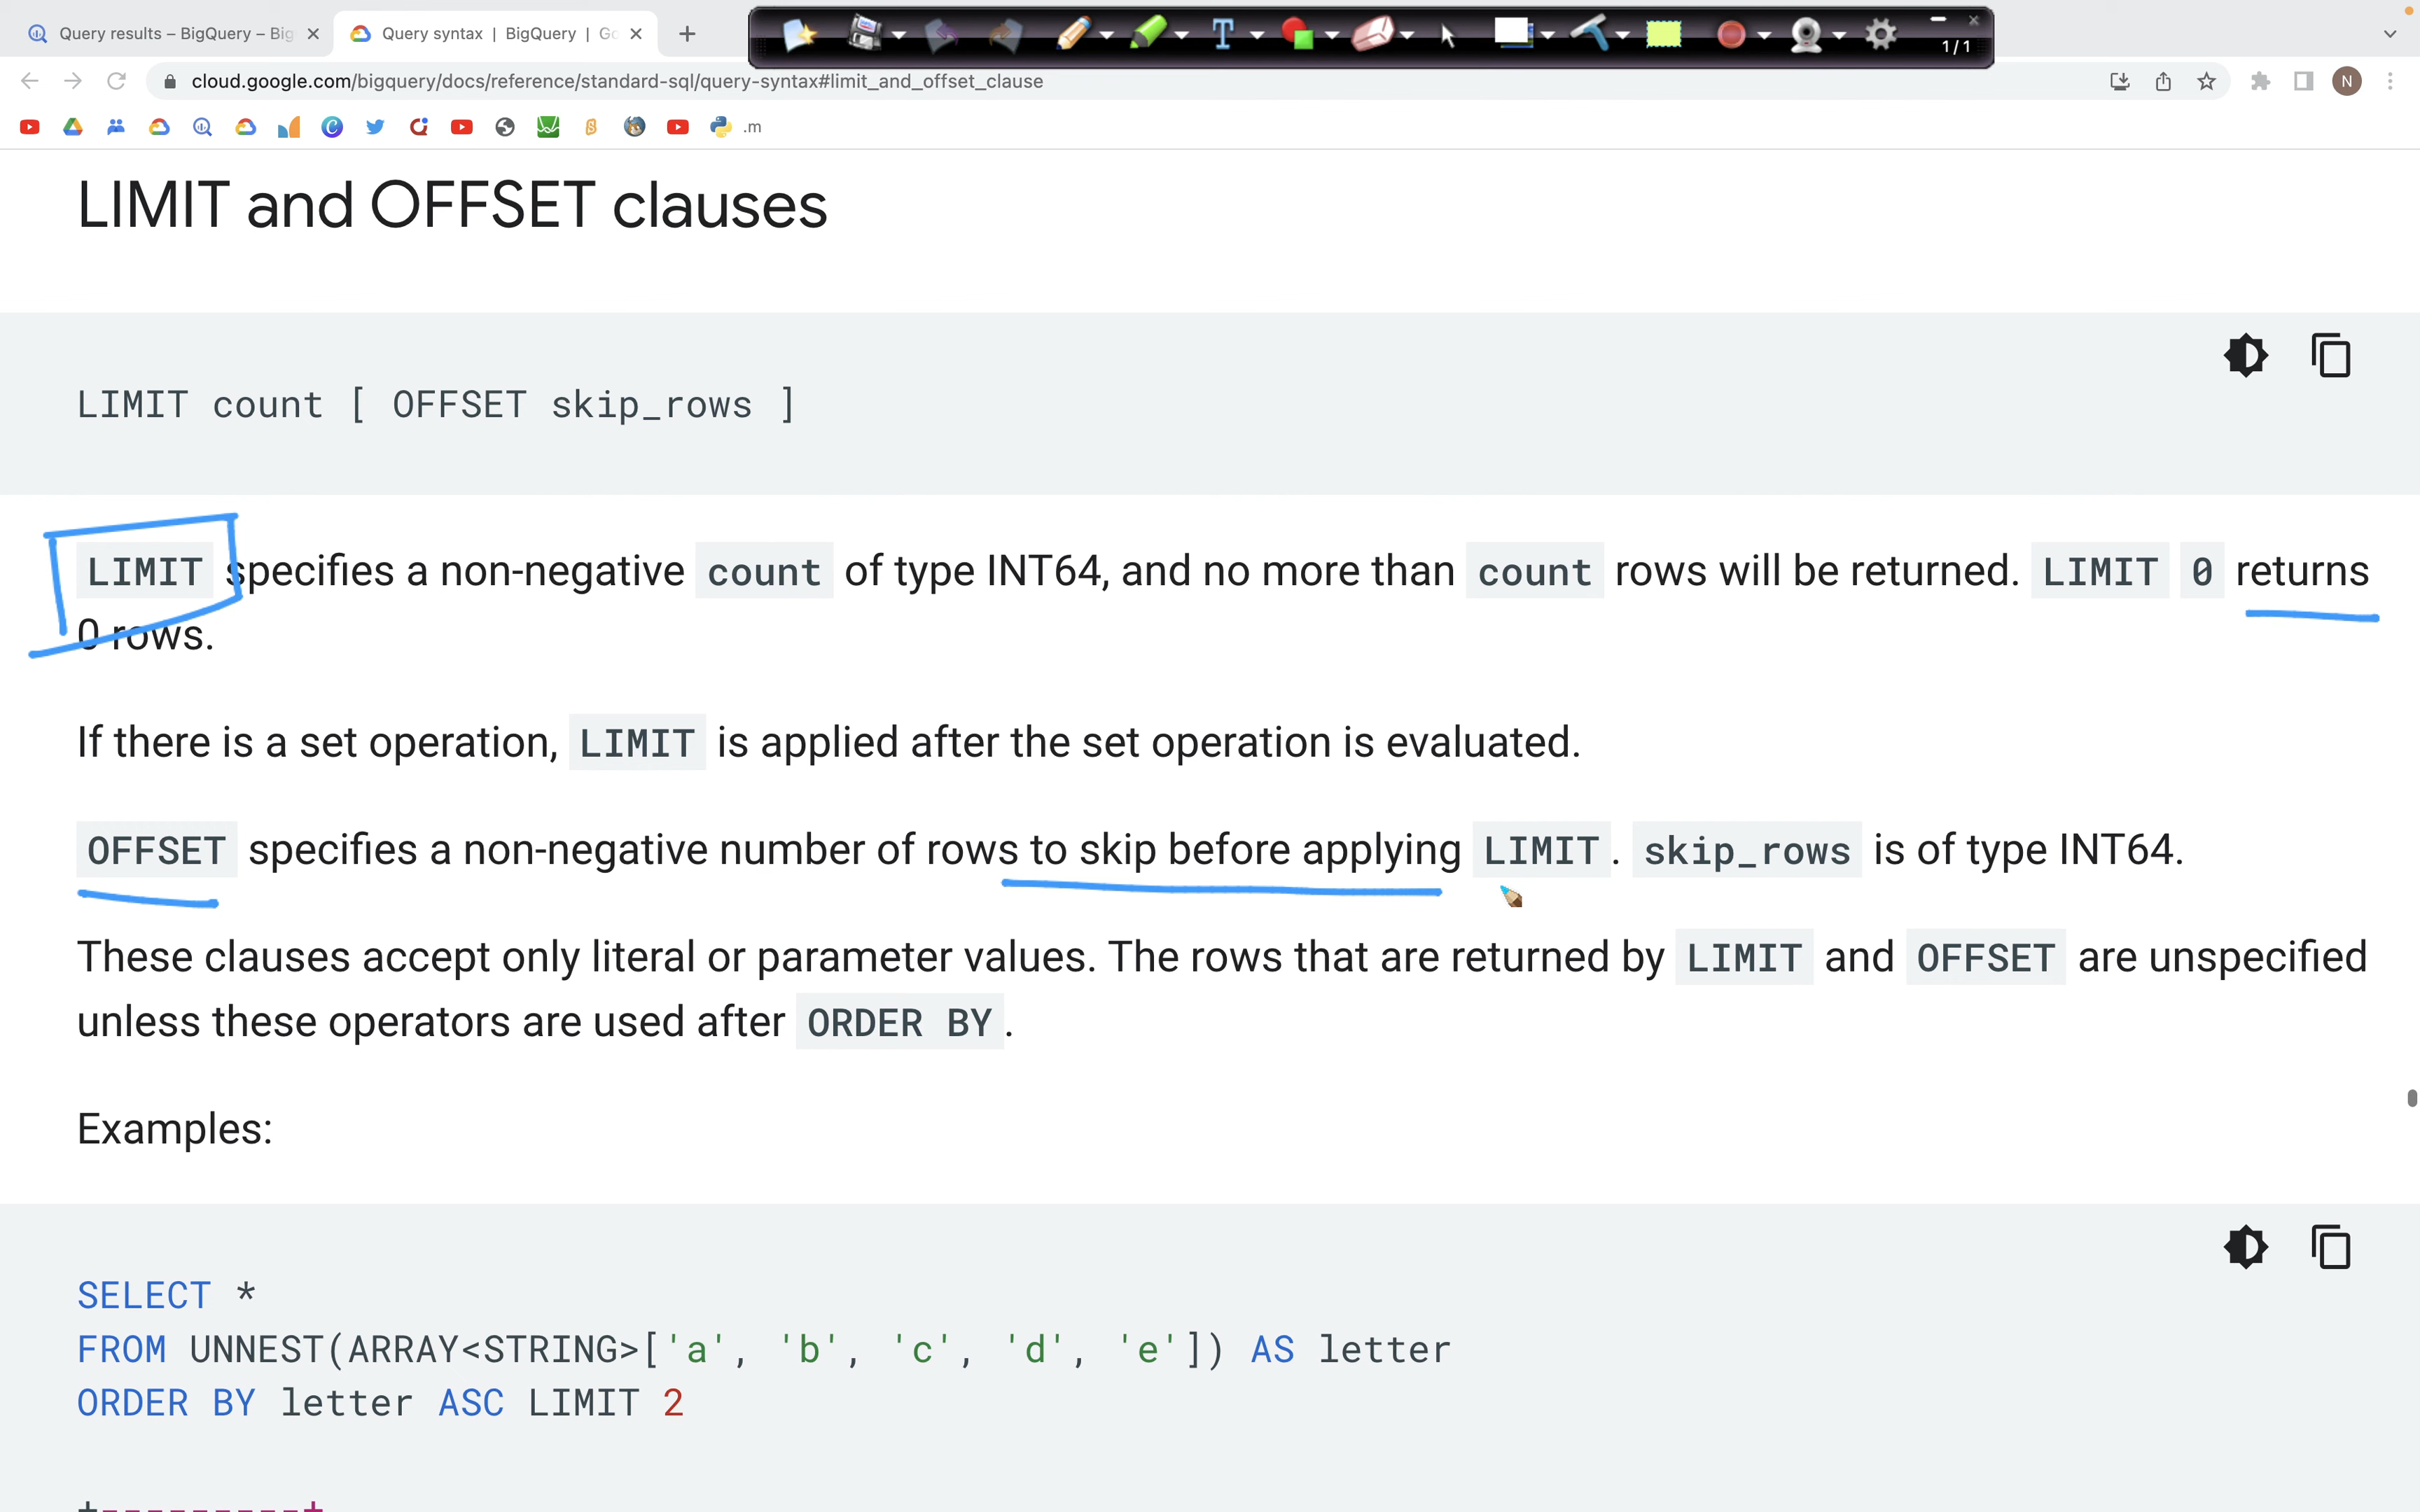 Query results – BigQuery – Big
Query syntax | BigQuery | Go
1/1
cloud.google.com/bigquery/docs/reference/standard-sql/query-syntax#limit_and_offset_clause
N
.m
LIMIT and OFFSET clauses
LIMIT count [ OFFSET skip_rows ]
LIMIT specifies a non-negative count of type INT64, and no more than count rows will be returned. LIMIT 0 returns
0 rows.
If there is a set operation, LIMIT is applied after the set operation is evaluated.
OFFSET specifies a non-negative number of rows to skip before applying LIMIT. skip_rows is of type INT64.
These clauses accept only literal or parameter values. The rows that are returned by LIMIT and OFFSET are unspecified
unless these operators are used after ORDER BY.
Examples:
SELECT *
FROM UNNEST(ARRAY<STRING>['a', 'b', 'c', 'd', 'e']) AS letter
ORDER BY letter ASC LIMIT 2
+---------+